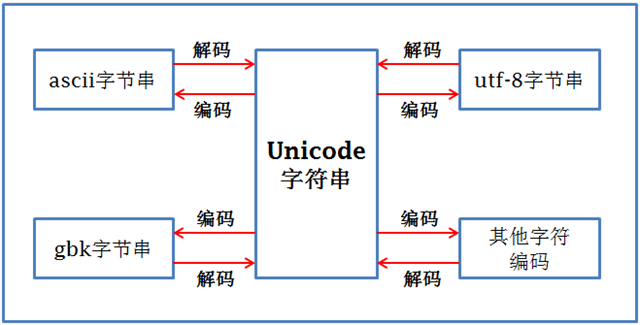 解码
解码
ascii字节串
utf-8字节串
编码
编码
Unicode
字符串
编码
编码
gbk字节串
其他字符
编码
解码
解码